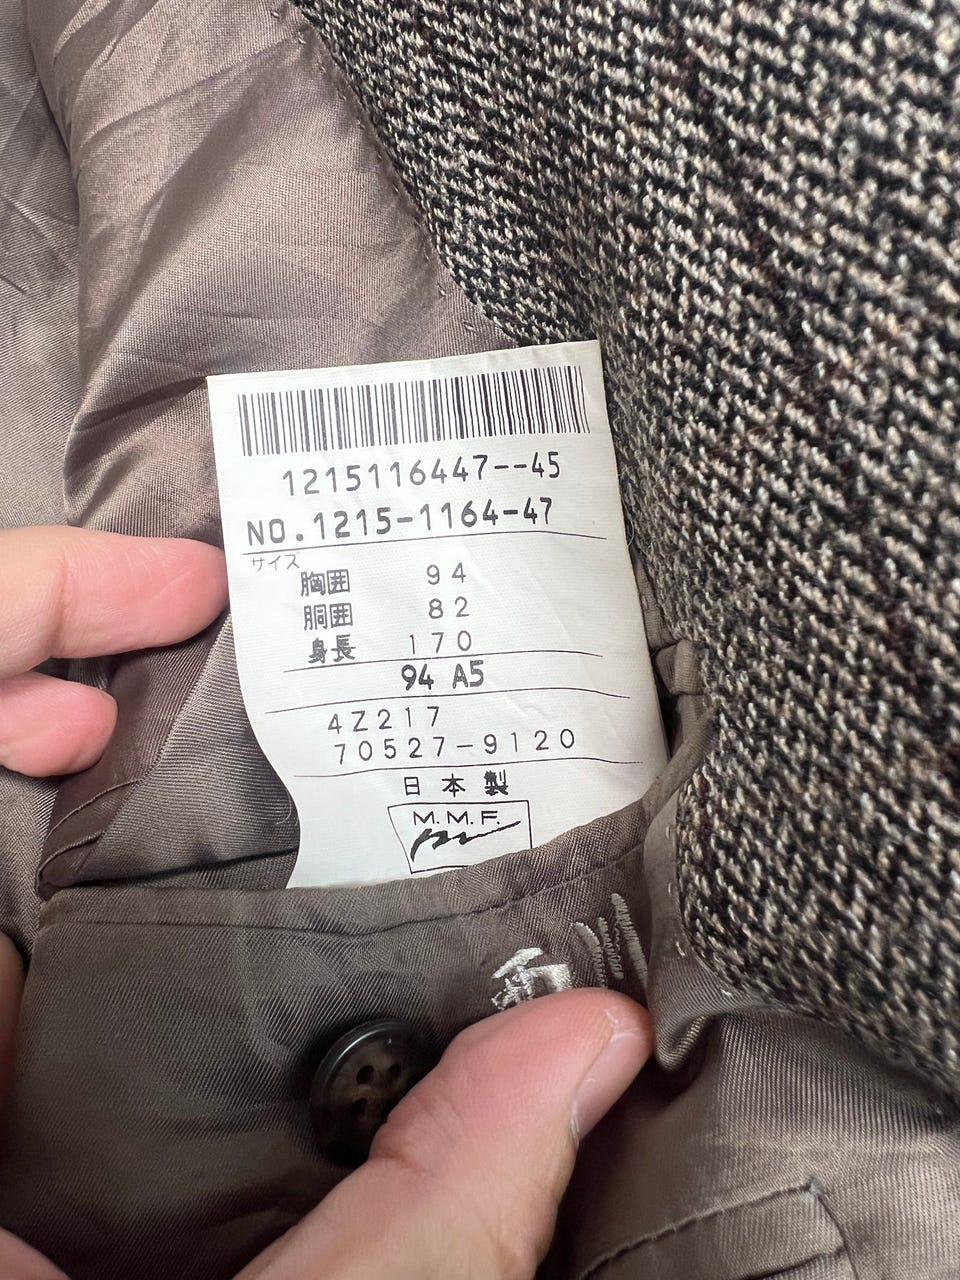 1215116447--45
NO.1215-1164-47
サイズ
胸囲 94
胴囲 82
身長 170
94 A5
4Z217
70527-9120
日本製
M.M.F.